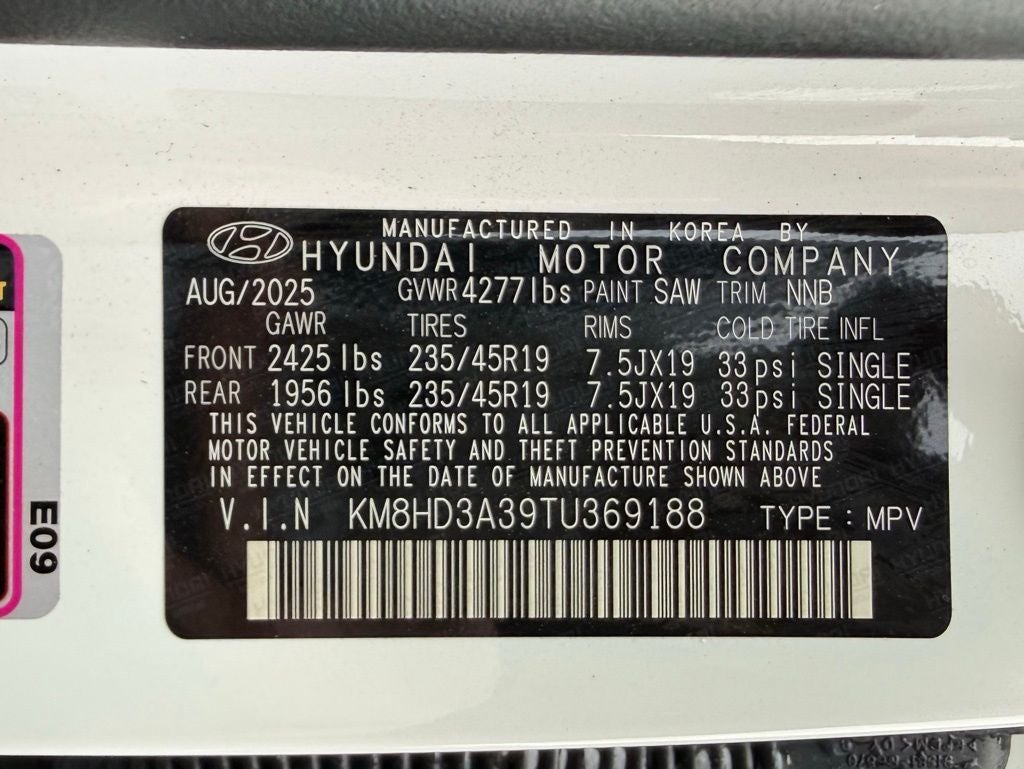 MANUFACTURED IN KOREA BY
HYUNDAI MOTOR COMPANY
AUG/2025 GVWR 4277lbs PAINT SAW TRIM NNB
GAWR TIRES RIMS COLD TIRE INFL
FRONT 2425 lbs 235/45R19 7.5JX19 33psi SINGLE
REAR 1956 lbs 235/45R19 7.5JX19 33psi SINGLE
THIS VEHICLE CONFORMS TO ALL APPLICABLE U.S.A. FEDERAL
MOTOR VEHICLE SAFETY AND THEFT PREVENTION STANDARDS
IN EFFECT ON THE DATE OF MANUFACTURE SHOWN ABOVE
V.I.N KM8HD3A39TU369188 TYPE : MPV
E09